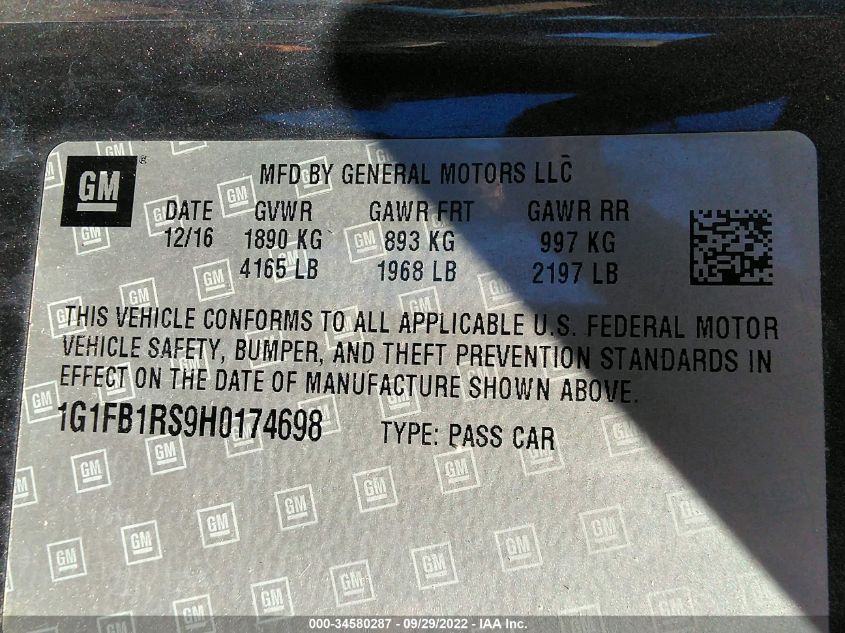 GM
MFD BY GENERAL MOTORS LLC
DATE GVWR GAWR FRT GAWR RR
12/16 1890 KG 893 KG 997 KG
4165 LB 1968 LB 2197 LB
THIS VEHICLE CONFORMS TO ALL APPLICABLE U.S. FEDERAL MOTOR
VEHICLE SAFETY, BUMPER, AND THEFT PREVENTION STANDARDS IN
EFFECT ON THE DATE OF MANUFACTURE SHOWN ABOVE.
1G1FB1RS9H0174698 TYPE: PASS CAR
000-34580287 - 09/29/2022 - IAA Inc.